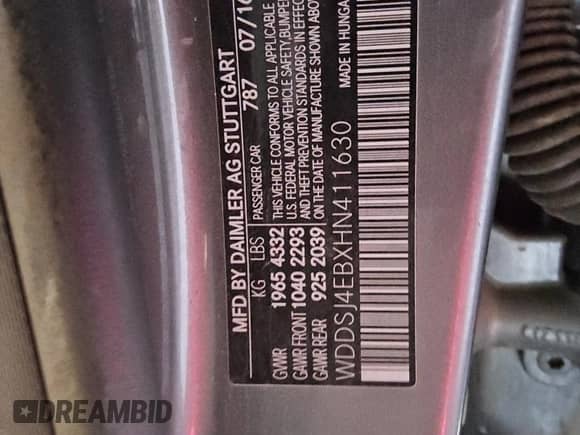 MFD BY DAIMLER AG STUTTGART
KG LBS PASSENGER CAR 787 07/16
GVWR 1965 4332 THIS VEHICLE CONFORMS TO ALL APPLICABLE
GAWR FRONT 1040 2293 U.S. FEDERAL MOTOR VEHICLE SAFETY, BUMPER
GAWR REAR 925 2039 AND THEFT PREVENTION STANDARDS IN EFFECT
ON THE DATE OF MANUFACTURE SHOWN ABOVE
WDDSJ4EBXHN411630 MADE IN HUNGA
DREAMBID